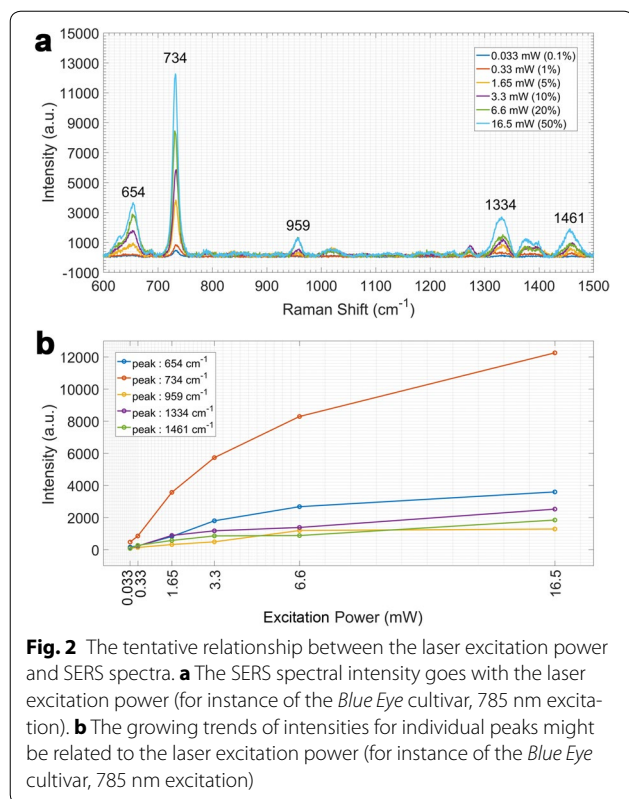 a
15000
13000
11000
9000
7000
5000
3000
1000
-1000
Intensity (a.u.)
734
654
959
1334
1461
0.033 mW (0.1%)
0.33 mW (1%)
1.65 mW (5%)
3.3 mW (10%)
6.6 mW (20%)
16.5 mW (50%)
600 700 800 900 1000 1100 1200 1300 1400 1500
Raman Shift (cm-1)
b
12000
10000
8000
6000
4000
2000
0
Intensity (a.u.)
peak : 654 cm-1
peak : 734 cm-1
peak : 959 cm-1
peak : 1334 cm-1
peak : 1461 cm-1
0.033 0.33 1.65 3.3 6.6 16.5
Excitation Power (mW)
Fig. 2 The tentative relationship between the laser excitation power
and SERS spectra. a The SERS spectral intensity goes with the laser
excitation power (for instance of the Blue Eye cultivar, 785 nm excita-
tion). b The growing trends of intensities for individual peaks might
be related to the laser excitation power (for instance of the Blue Eye
cultivar, 785 nm excitation)